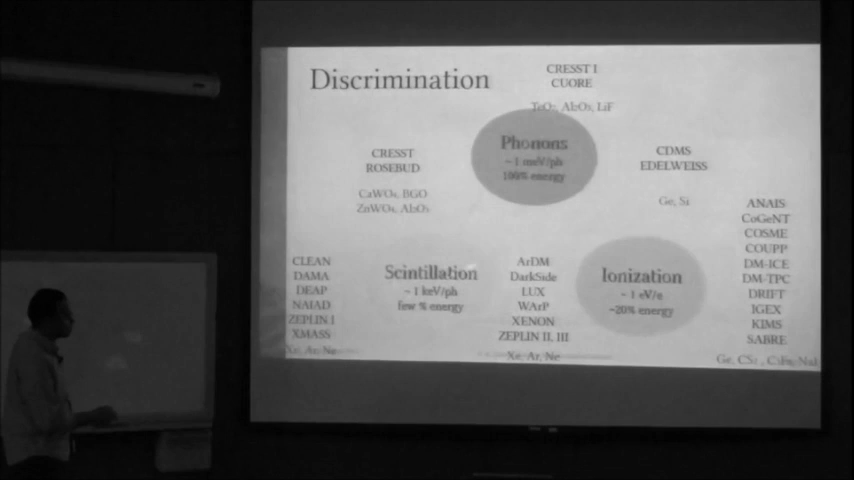 Discrimination
CRESST I
CUORE
TeO₂, Al₂O₃, LiF
Phonons
~ 1 meV/ph
100% energy
CRESST
ROSEBUD
CaWO₄, BGO
ZnWO₄, Al₂O₃
CDMS
EDELWEISS
Ge, Si
CLEAN
DAMA
DEAP
NAIAD
ZEPLIN I
XMASS
Xe, Ar, Ne
Scintillation
~ 1 keV/ph
few % energy
ArDM
DarkSide
LUX
WArP
XENON
ZEPLIN II, III
Xe, Ar, Ne
Ionization
~ 1 eV/e
~20% energy
ANAIS
CoGeNT
COSME
COUPP
DM-ICE
DM-TPC
DRIFT
IGEX
KIMS
SABRE
Ge, CS₂ , NaI